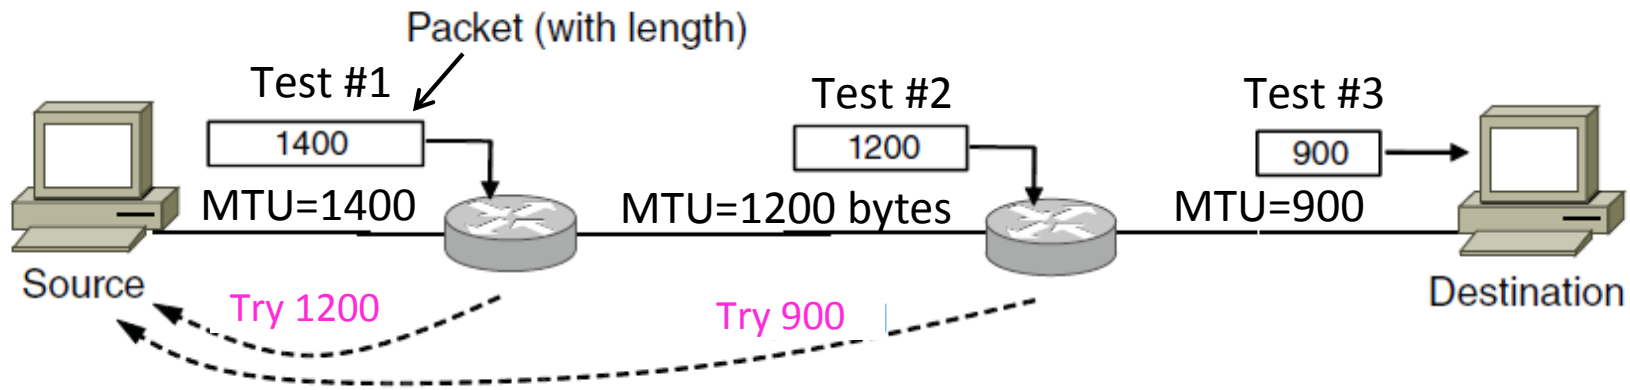 Packet (with length)
Test #1
Test #2
Test #3
1400
1200
900
MTU=1400
MTU=1200 bytes
MTU=900
Source
Try 1200
Try 900
Destination